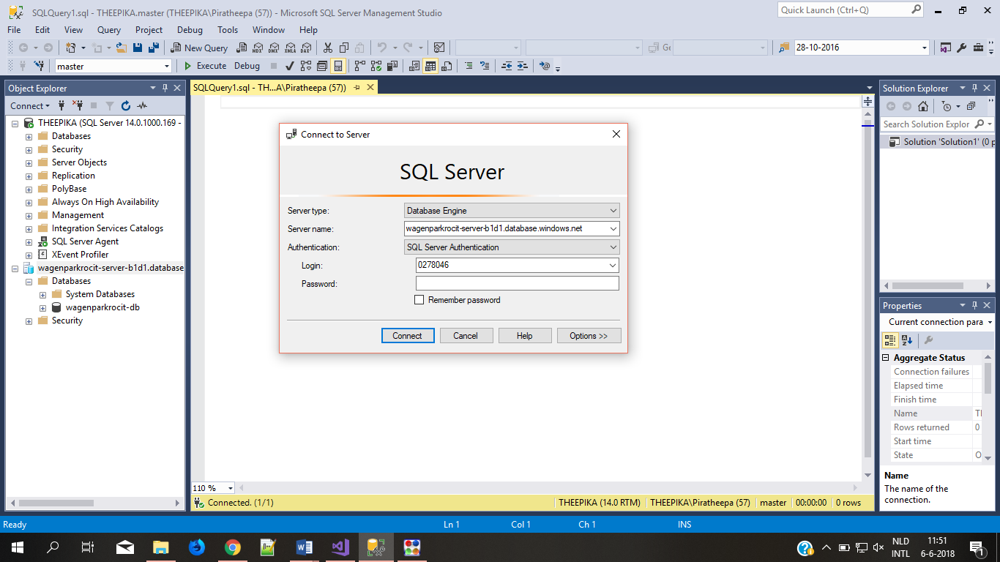 SQLQuery1.sql - THEEPIKA.master (THEEPIKA\Piratheepa (57)) - Microsoft SQL Server Management Studio
Quick Launch (Ctrl+Q)
File Edit View Query Project Debug Tools Window Help
New Query
MDX DMX XMLA DAX
Ge
28-10-2016
master
Execute Debug
Object Explorer
Connect
THEEPIKA (SQL Server 14.0.1000.169 -
Databases
Security
Server Objects
Replication
PolyBase
Always On High Availability
Management
Integration Services Catalogs
SQL Server Agent
XEvent Profiler
wagenparkrocit-server-b1d1.database
Databases
System Databases
wagenparkrocit-db
Security
SQLQuery1.sql - TH...A\Piratheepa (57))
Connect to Server
SQL Server
Server type: Database Engine
Server name: wagenparkrocit-server-b1d1.database.windows.net
Authentication: SQL Server Authentication
Login: 0278046
Password:
Remember password
Connect Cancel Help Options >>
110 %
Connected. (1/1)
THEEPIKA (14.0 RTM) THEEPIKA\Piratheepa (57) master 00:00:00 0 rows
Solution Explorer
Search Solution Explor
Solution 'Solution1' (0 p
Properties
Current connection para
Aggregate Status
Connection failures
Elapsed time
Finish time
Name TI
Rows returned 0
Start time
State O
Name
The name of the
connection.
Ready Ln 1 Col 1 Ch 1 INS
NLD
INTL
11:51
6-6-2018
1